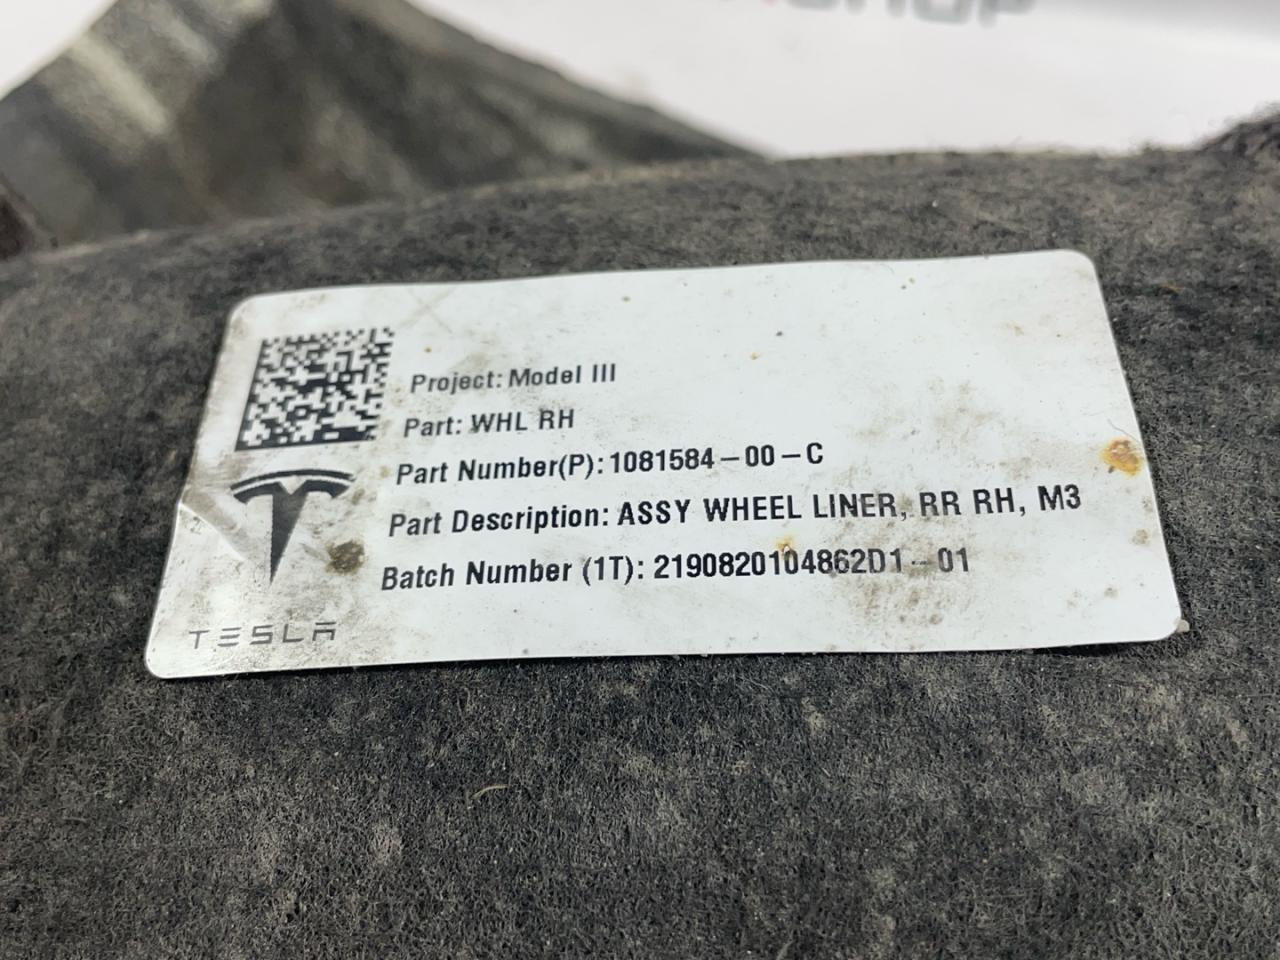 Project: Model III
Part: WHL RH
Part Number(P): 1081584-00-C
Part Description: ASSY WHEEL LINER, RR RH, M3
Batch Number (1T): 2190820104862D1-01
TESLA